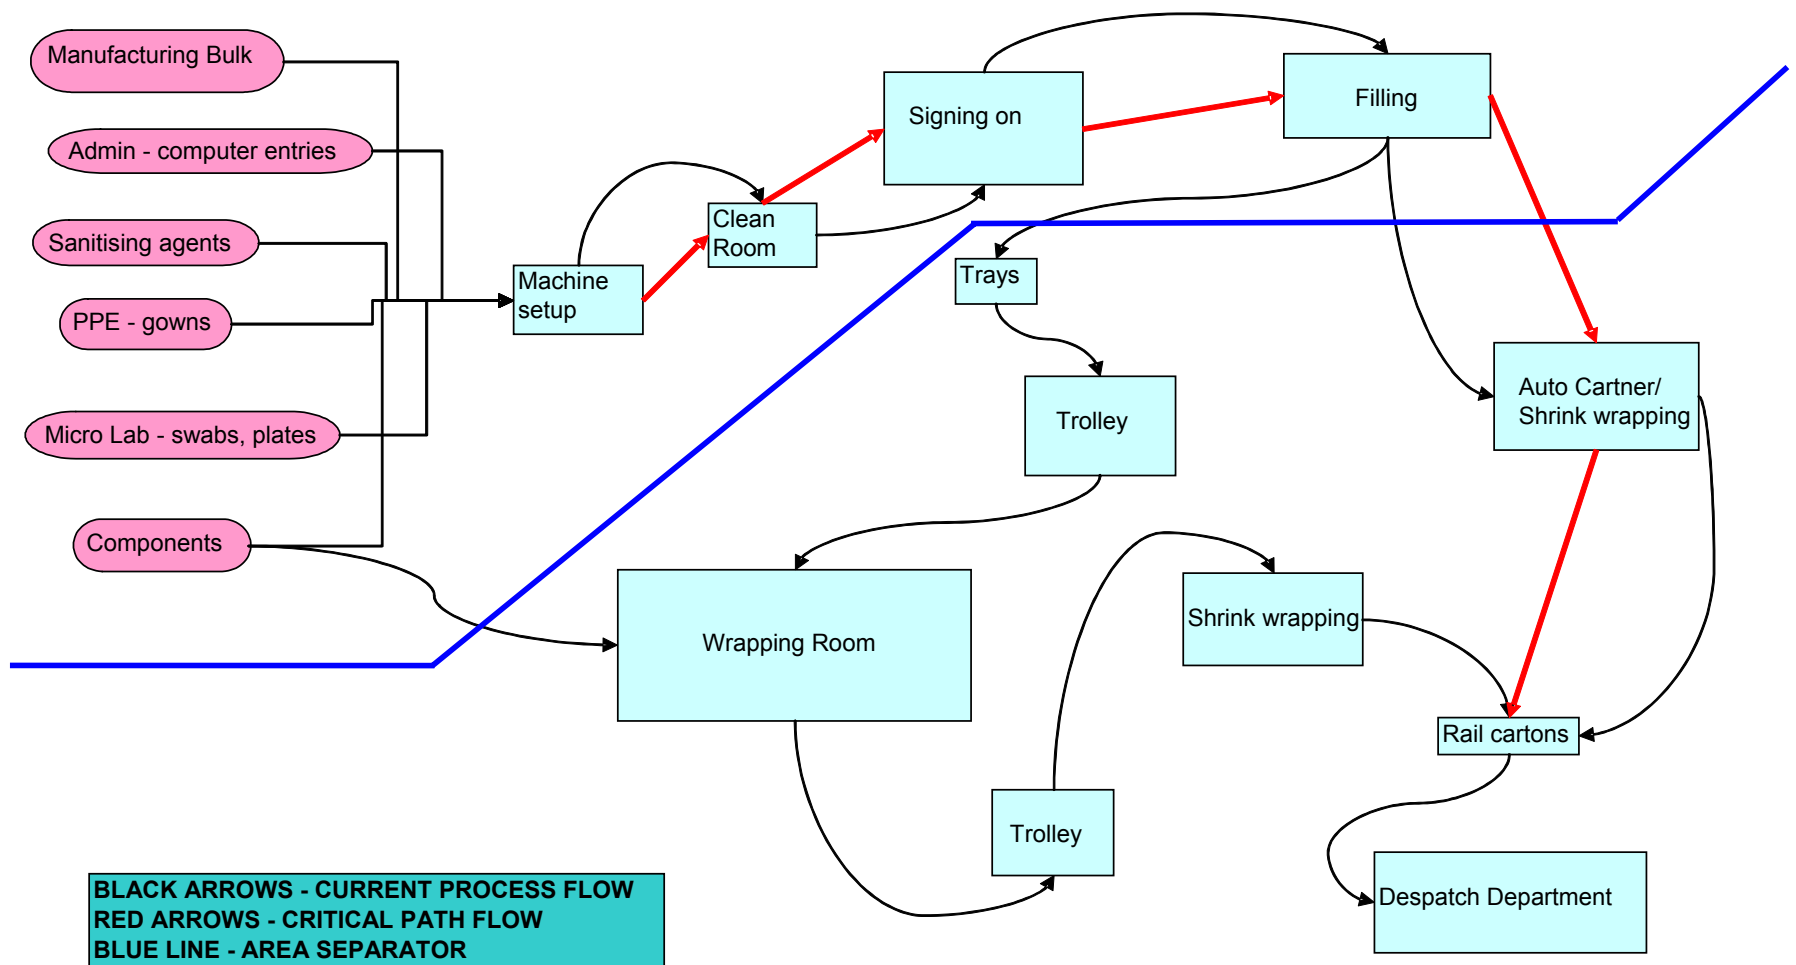 Manufacturing Bulk
Admin - computer entries
Sanitising agents
PPE - gowns
Micro Lab - swabs, plates
Components
Machine
setup
Clean
Room
Signing on
Filling
Trays
Trolley
Auto Cartner/
Shrink wrapping
Wrapping Room
Shrink wrapping
Rail cartons
Trolley
Despatch Department
BLACK ARROWS - CURRENT PROCESS FLOW
RED ARROWS - CRITICAL PATH FLOW
BLUE LINE - AREA SEPARATOR